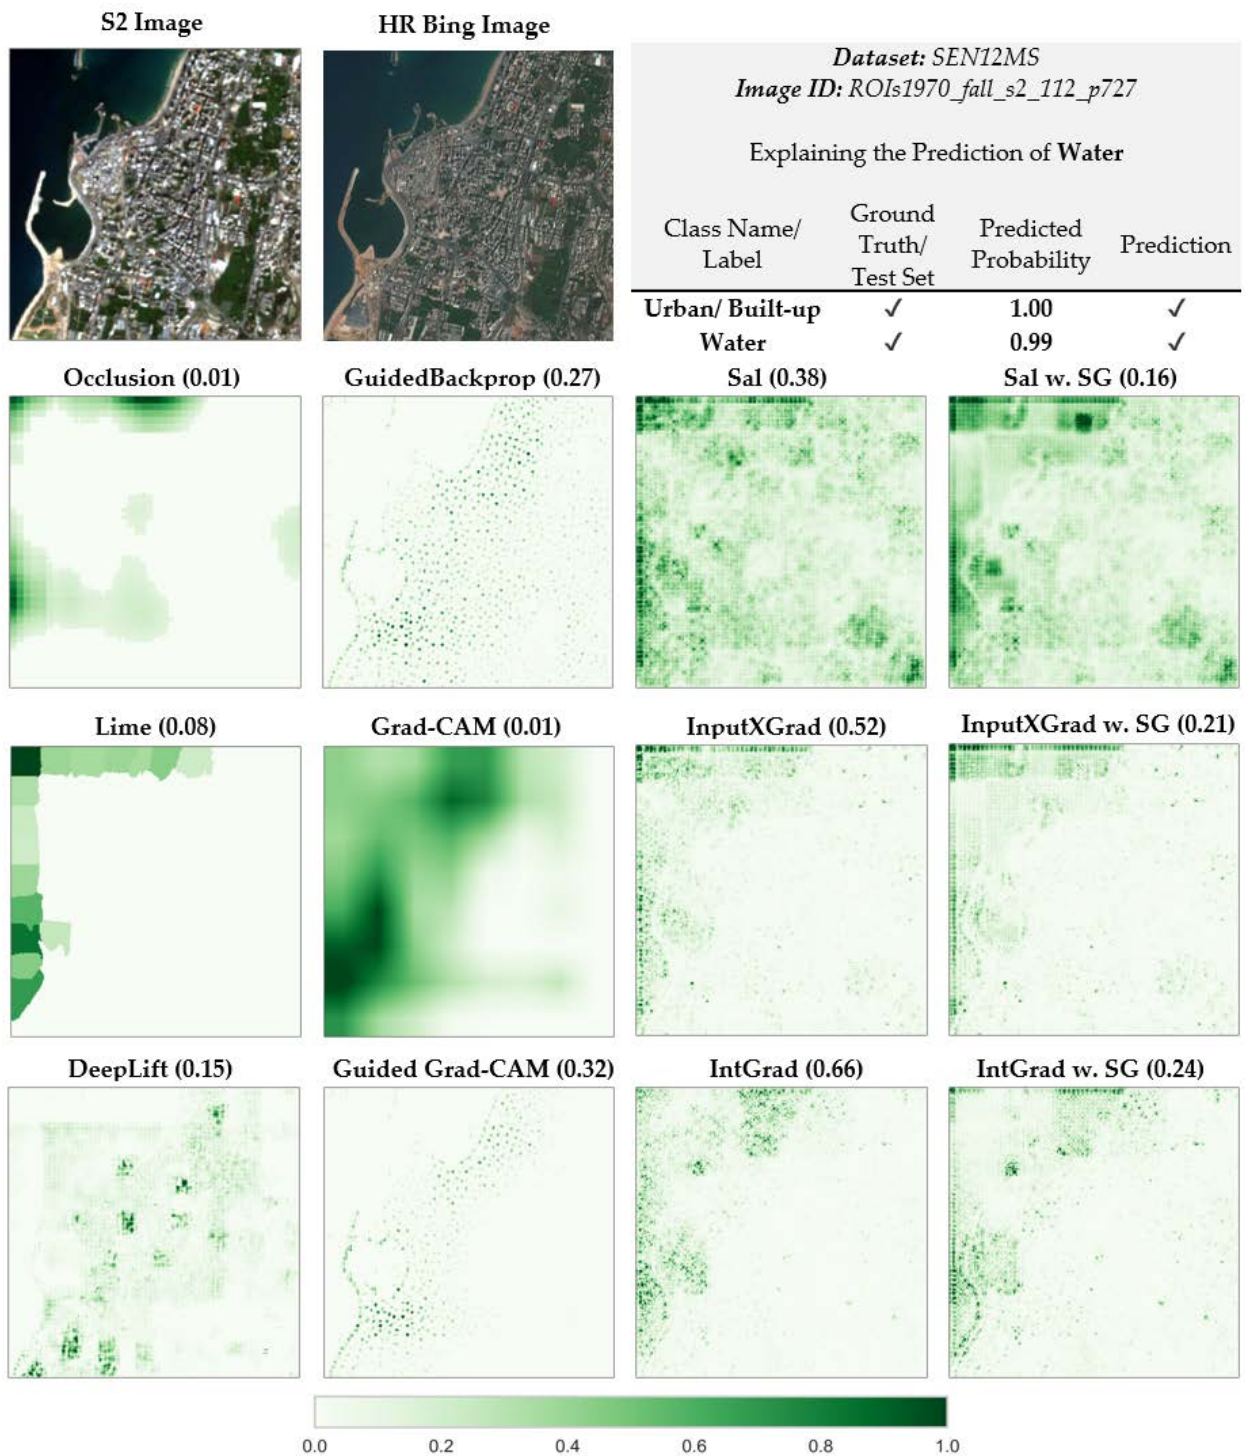 S2 Image
HR Bing Image
Dataset: SEN12MS
Image ID: ROIs1970_fall_s2_112_p727
Explaining the Prediction of Water
Class Name/ Label
Ground Truth/ Test Set
Predicted Probability
Prediction
Urban/ Built-up ✓ 1.00 ✓
Water ✓ 0.99 ✓
Occlusion (0.01)
GuidedBackprop (0.27)
Sal (0.38)
Sal w. SG (0.16)
Lime (0.08)
Grad-CAM (0.01)
InputXGrad (0.52)
InputXGrad w. SG (0.21)
DeepLift (0.15)
Guided Grad-CAM (0.32)
IntGrad (0.66)
IntGrad w. SG (0.24)
0.0 0.2 0.4 0.6 0.8 1.0